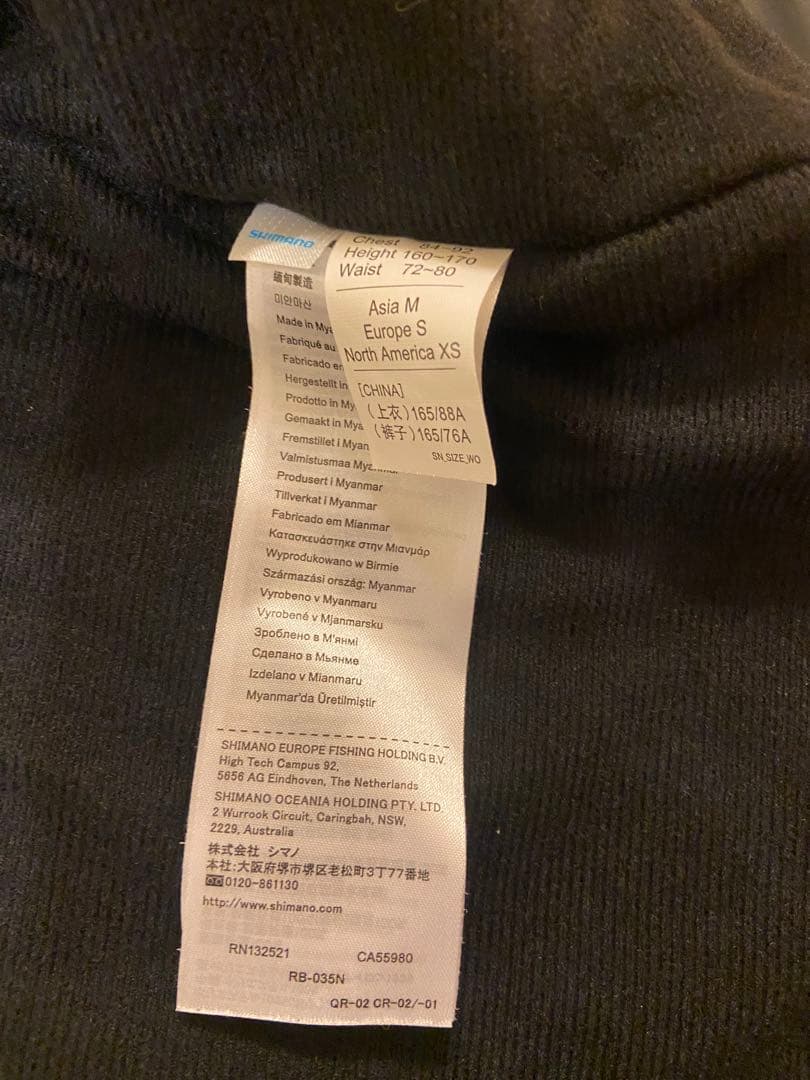 SHIMANO
Chest 84~92
Height 160~170
Waist 72~80
Asia M
Europe S
North America XS
[CHINA]
(上衣)165/88A
(裤子)165/76A
SN_SIZE_WO
緬甸製造
미얀마산
Made in
Fabriqué au
Fabricado en
Hergestellt in
Prodotto in
Gemaakt in
Fremstillet i Myan
Valmistusmaa
Produsert i Myanmar
Tillverkat i Myanmar
Fabricado em Mianmar
Κατασκευάστηκε στην Μιανμάρ
Wyprodukowano w Birmie
Származási ország: Myanmar
Vyrobeno v Myanmaru
Vyrobené v Mjanmarsku
Зроблено в М'янмі
Сделано в Мьянме
Izdelano v Mianmaru
Myanmar'da Üretilmiştir
SHIMANO EUROPE FISHING HOLDING B.V.
High Tech Campus 92,
5656 AG Eindhoven, The Netherlands
SHIMANO OCEANIA HOLDING PTY. LTD.
2 Wurrook Circuit, Caringbah, NSW,
2229, Australia
株式会社 シマノ
本社:大阪府堺市堺区老松町3丁77番地
0120-861130
http://www.shimano.com
RN132521 CA55980
RB-035N
QR-02 CR-02/-01